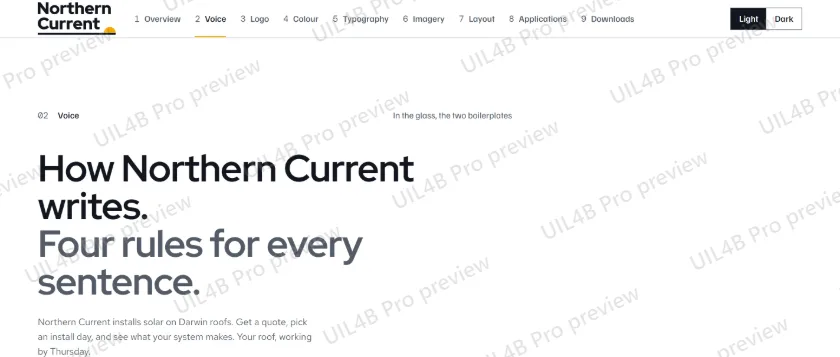 Northern
Current
1 Overview
2 Voice
3 Logo
4 Colour
5 Typography
6 Imagery
7 Layout
8 Applications
9 Downloads
Light
Dark
02 Voice
In the glass, the two boilerplates
How Northern Current
writes.
Four rules for every
sentence.
Northern Current installs solar on Darwin roofs. Get a quote, pick
an install day, and see what your system makes. Your roof, working
by Thursday.
UIL4B Pro preview